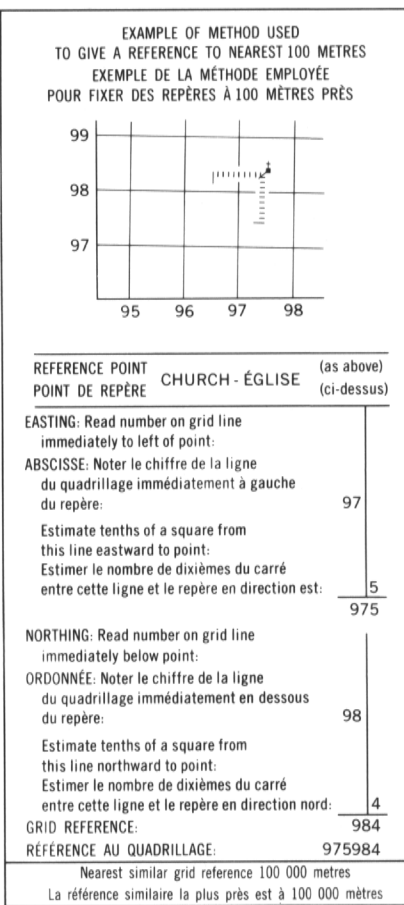 EXAMPLE OF METHOD USED
TO GIVE A REFERENCE TO NEAREST 100 METRES
EXEMPLE DE LA MÉTHODE EMPLOYÉE
POUR FIXER DES REPÈRES À 100 MÈTRES PRÈS
99
98
97
95 96 97 98
REFERENCE POINT CHURCH - ÉGLISE (as above)
POINT DE REPÈRE (ci-dessus)
EASTING: Read number on grid line
immediately to left of point:
ABSCISSE: Noter le chiffre de la ligne
du quadrillage immédiatement à gauche
du repère: 97
Estimate tenths of a square from
this line eastward to point:
Estimer le nombre de dixièmes du carré
entre cette ligne et le repère en direction est: 5
975
NORTHING: Read number on grid line
immediately below point:
ORDONNÉE: Noter le chiffre de la ligne
du quadrillage immédiatement en dessous
du repère: 98
Estimate tenths of a square from
this line northward to point:
Estimer le nombre de dixièmes du carré
entre cette ligne et le repère en direction nord: 4
GRID REFERENCE: 984
RÉFÉRENCE AU QUADRILLAGE: 975984
Nearest similar grid reference 100 000 metres
La référence similaire la plus près est à 100 000 mètres